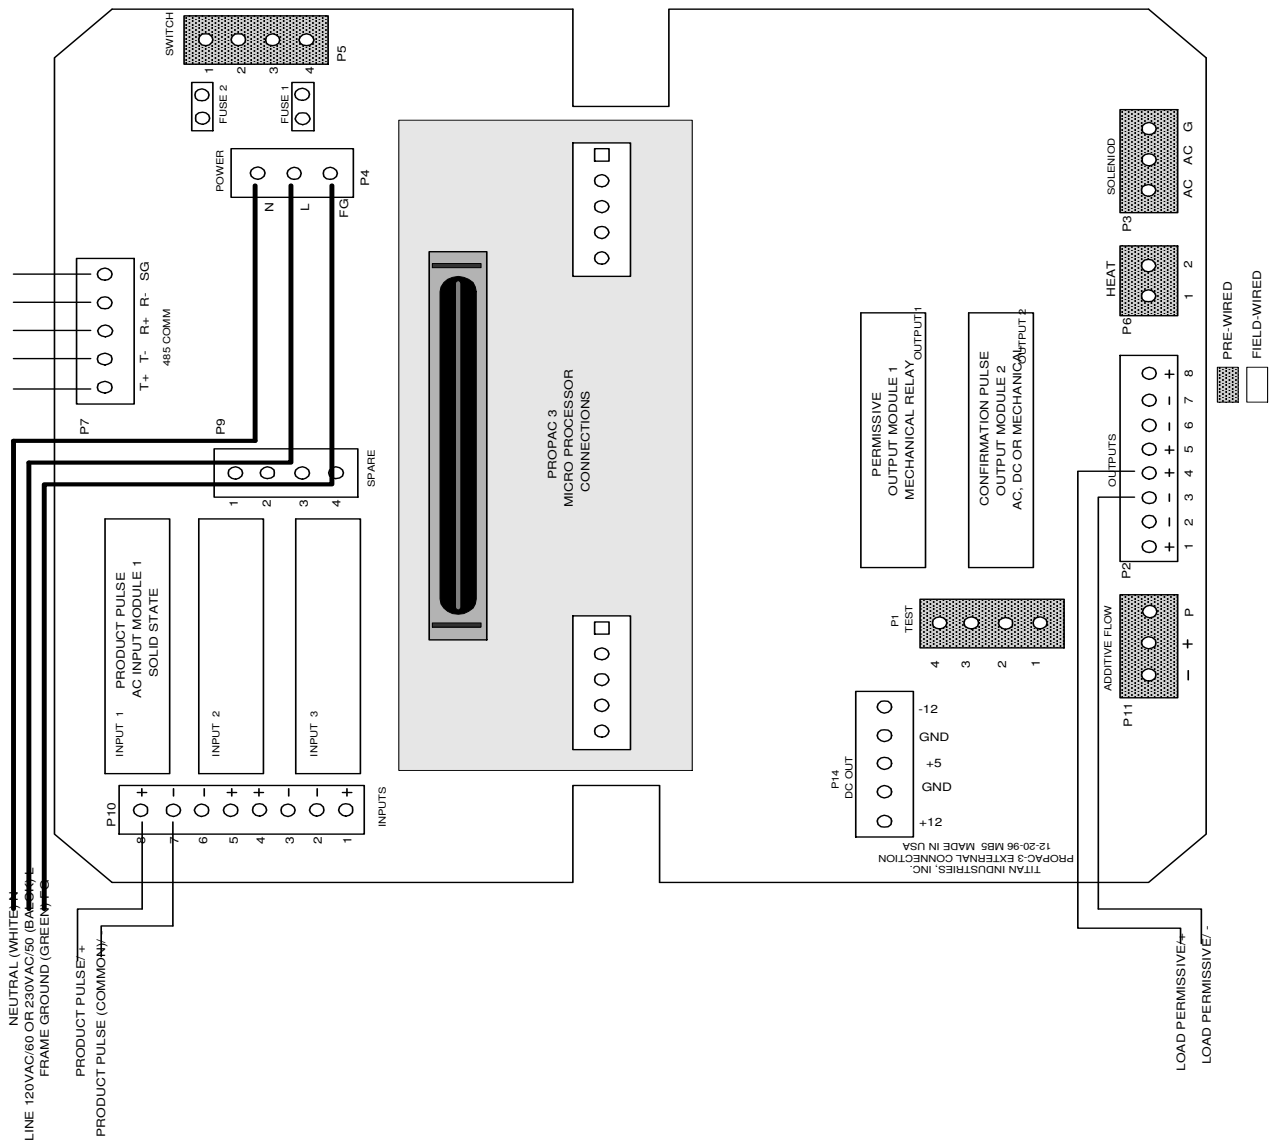 SWITCH
1
2
3
4
P5
FUSE 2
FUSE 1
POWER
N
L
FG
P4
SG
R-
R+
T-
T+
485 COMM
P7
P9
1
2
3
4
SPARE
PRODUCT PULSE
AC INPUT MODULE 1
SOLID STATE
INPUT 1
INPUT 2
INPUT 3
P10
+
-
-
+
+
-
-
+
8
7
6
5
4
3
2
1
INPUTS
NEUTRAL (WHITE) N
LINE 120VAC/60 OR 230VAC/50 (BALCK) L
FRAME GROUND (GREEN) FG
PRODUCT PULSE/ +
PRODUCT PULSE (COMMON)/ -
PROPAC 3
MICRO PROCESSOR
CONNECTIONS
PERMISSIVE
OUTPUT MODULE 1
MECHANICAL RELAY
OUTPUT 1
CONFIRMATION PULSE
OUTPUT MODULE 2
AC, DC OR MECHANICAL
OUTPUT 2
P1
TEST
4
3
2
1
P14
DC OUT
-12
GND
+5
GND
+12
TITAN INDUSTRIES, INC.
PROPAC-3 EXTERNAL CONNECTION
12-20-96 MB5 MADE IN USA
SOLENIOD
P3
AC
AC
G
HEAT
P6
1
2
OUTPUTS
P2
+
-
-
+
+
-
-
+
1
2
3
4
5
6
7
8
ADDITIVE FLOW
P11
-
+
P
PRE-WIRED
FIELD-WIRED
LOAD PERMISSIVE/+
LOAD PERMISSIVE/ -